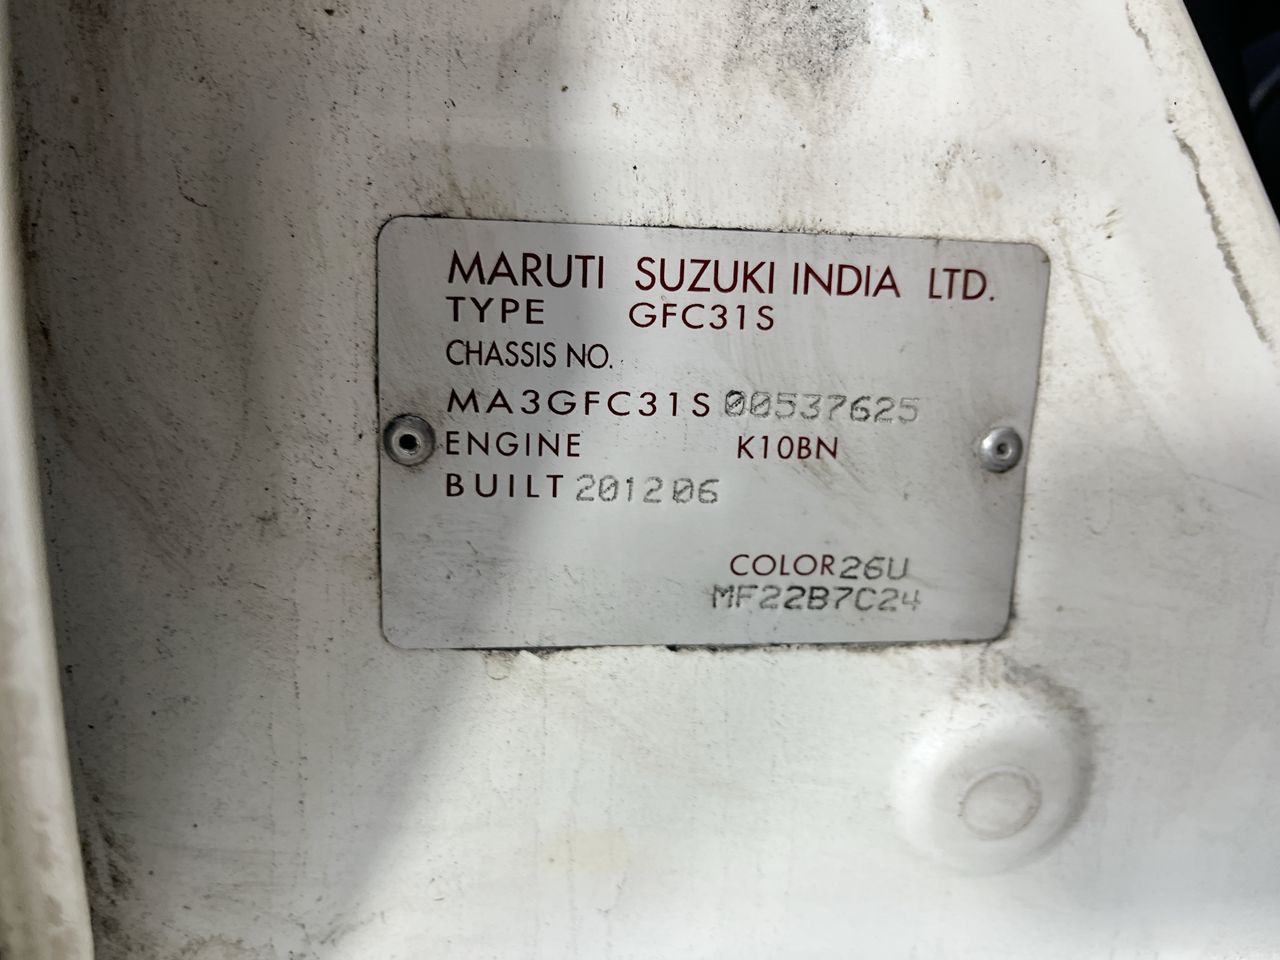 MARUTI SUZUKI INDIA LTD.
TYPE GFC31S
CHASSIS NO.
MA3GFC31S00537625
ENGINE K10BN
BUILT 201206
COLOR 26U
MF22B7C24